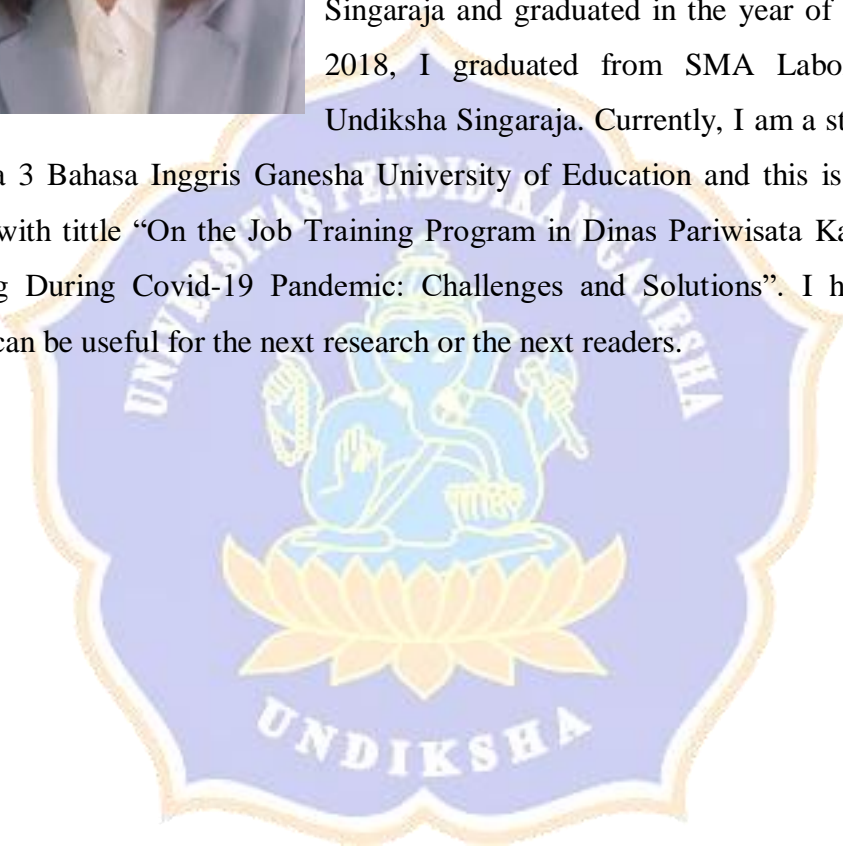 Singaraja and graduated in the year of
2018, I graduated from SMA Labo
Undiksha Singaraja. Currently, I am a st
a 3 Bahasa Inggris Ganesha University of Education and this is
with tittle “On the Job Training Program in Dinas Pariwisata Ka
g During Covid-19 Pandemic: Challenges and Solutions”. I h
can be useful for the next research or the next readers.
UNIVERSITAS PENDIDIKAN GANESHA
UNDIKSHA